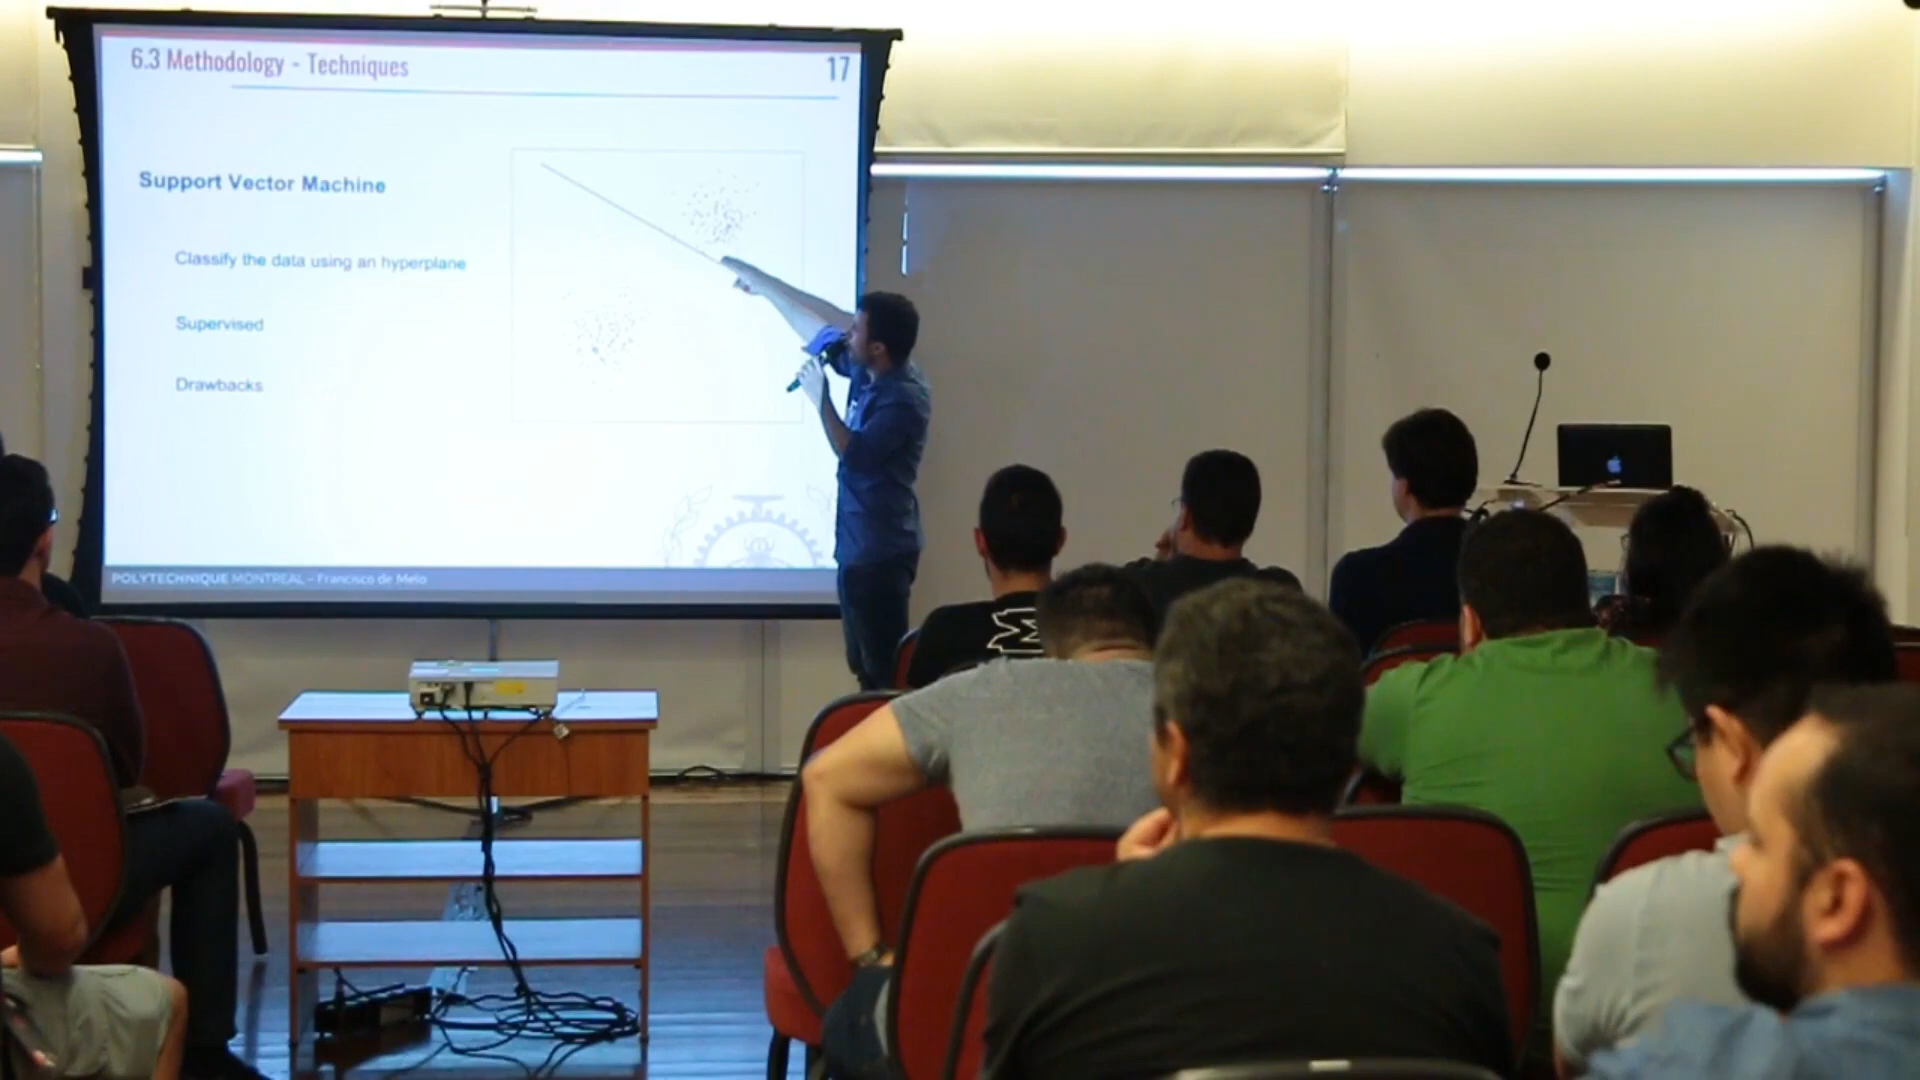 6.3 Methodology - Techniques
17
Support Vector Machine
Classify the data using an hyperplane
Supervised
Drawbacks
POLYTECHNIQUE MONTREAL – Francisco de Melo